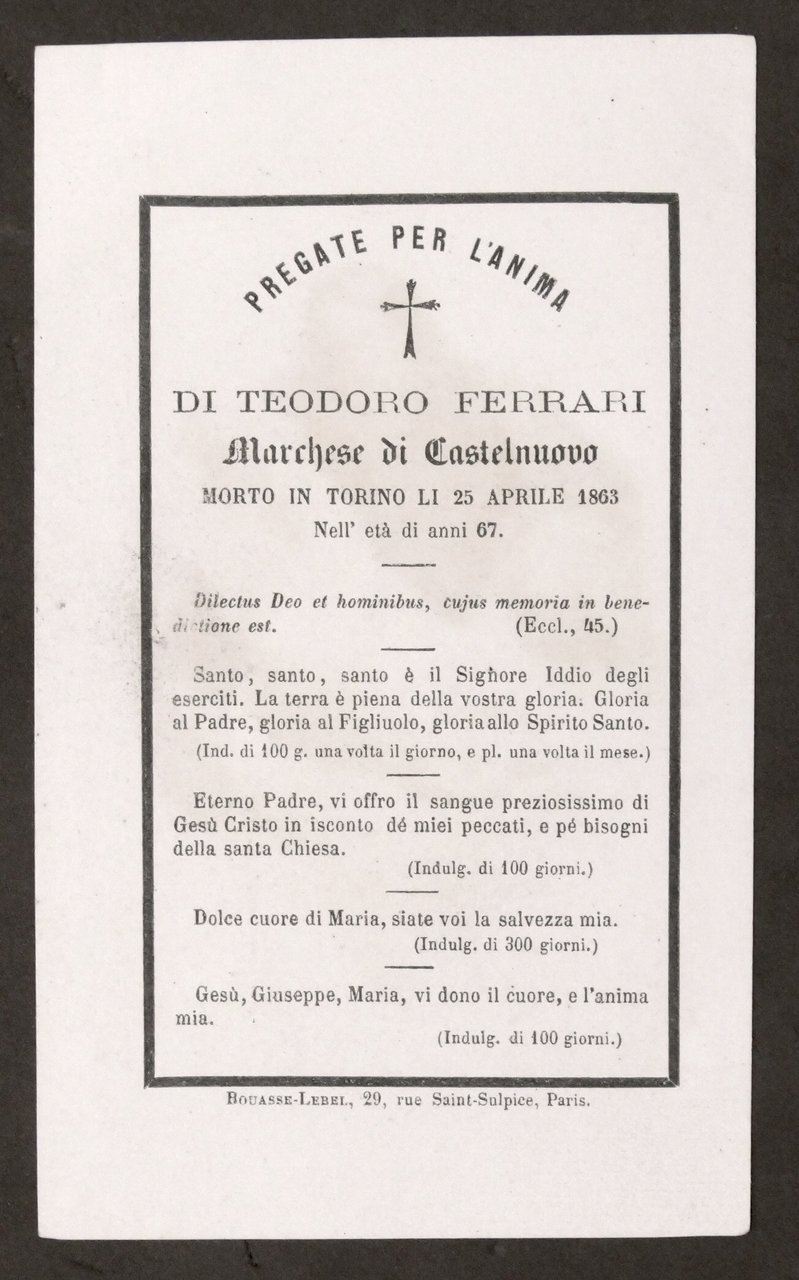 PREGATE PER L'ANIMA
DI TEODORO FERRARI
Marchese di Castelnuovo
MORTO IN TORINO LI 25 APRILE 1863
Nell' età di anni 67.
Dilectus Deo et hominibus, cujus memoria in bene-
dictione est. (Eccl., 45.)
Santo, santo, santo è il Signore Iddio degli
eserciti. La terra è piena della vostra gloria. Gloria
al Padre, gloria al Figliuolo, gloria allo Spirito Santo.
(Ind. di 100 g. una volta il giorno, e pl. una volta il mese.)
Eterno Padre, vi offro il sangue preziosissimo di
Gesù Cristo in isconto dé miei peccati, e pé bisogni
della santa Chiesa.
(Indulg. di 100 giorni.)
Dolce cuore di Maria, siate voi la salvezza mia.
(Indulg. di 300 giorni.)
Gesù, Giuseppe, Maria, vi dono il cuore, e l'anima
mia.
(Indulg. di 100 giorni.)
BOUASSE-LEBEL, 29, rue Saint-Sulpice, Paris.